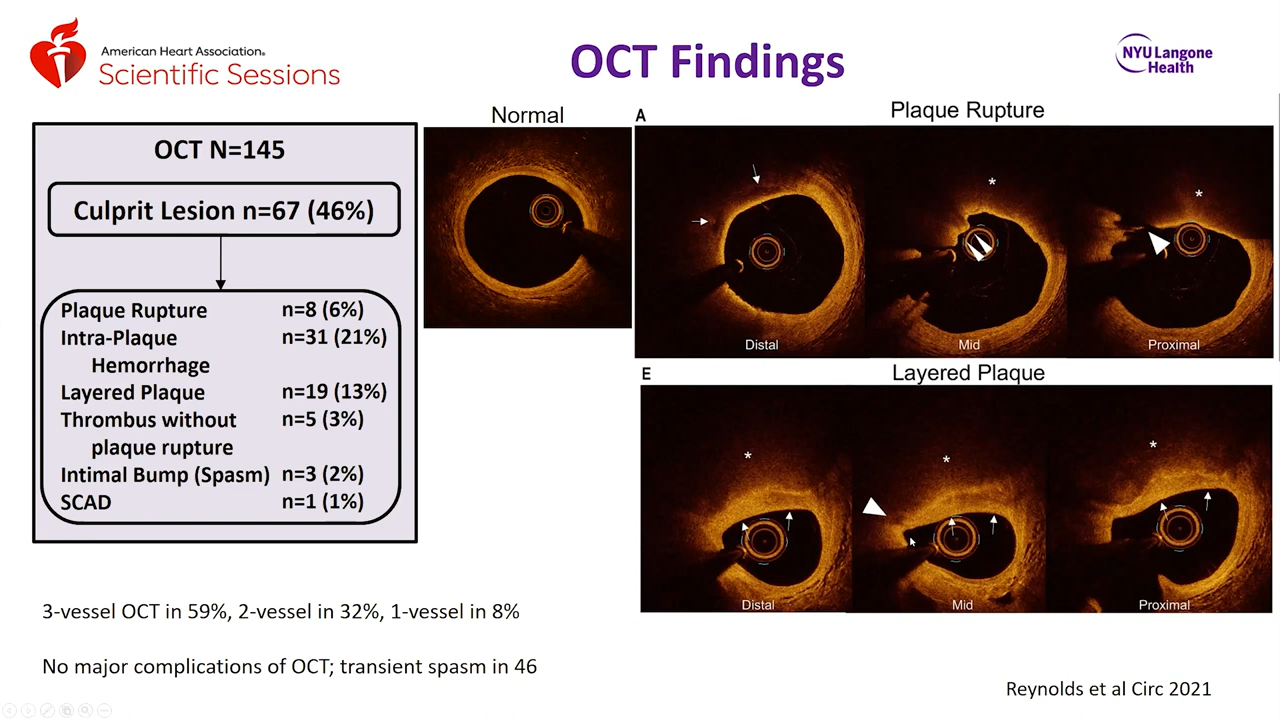 American Heart Association®
Scientific Sessions
OCT Findings
NYU Langone
Health
OCT N=145
Culprit Lesion n=67 (46%)
Plaque Rupture n=8 (6%)
Intra-Plaque n=31 (21%)
Hemorrhage
Layered Plaque n=19 (13%)
Thrombus without n=5 (3%)
plaque rupture
Intimal Bump (Spasm) n=3 (2%)
SCAD n=1 (1%)
Normal
A
Plaque Rupture
*
*
Distal
Mid
Proximal
E
Layered Plaque
*
*
*
Distal
Mid
Proximal
3-vessel OCT in 59%, 2-vessel in 32%, 1-vessel in 8%
No major complications of OCT; transient spasm in 46
Reynolds et al Circ 2021